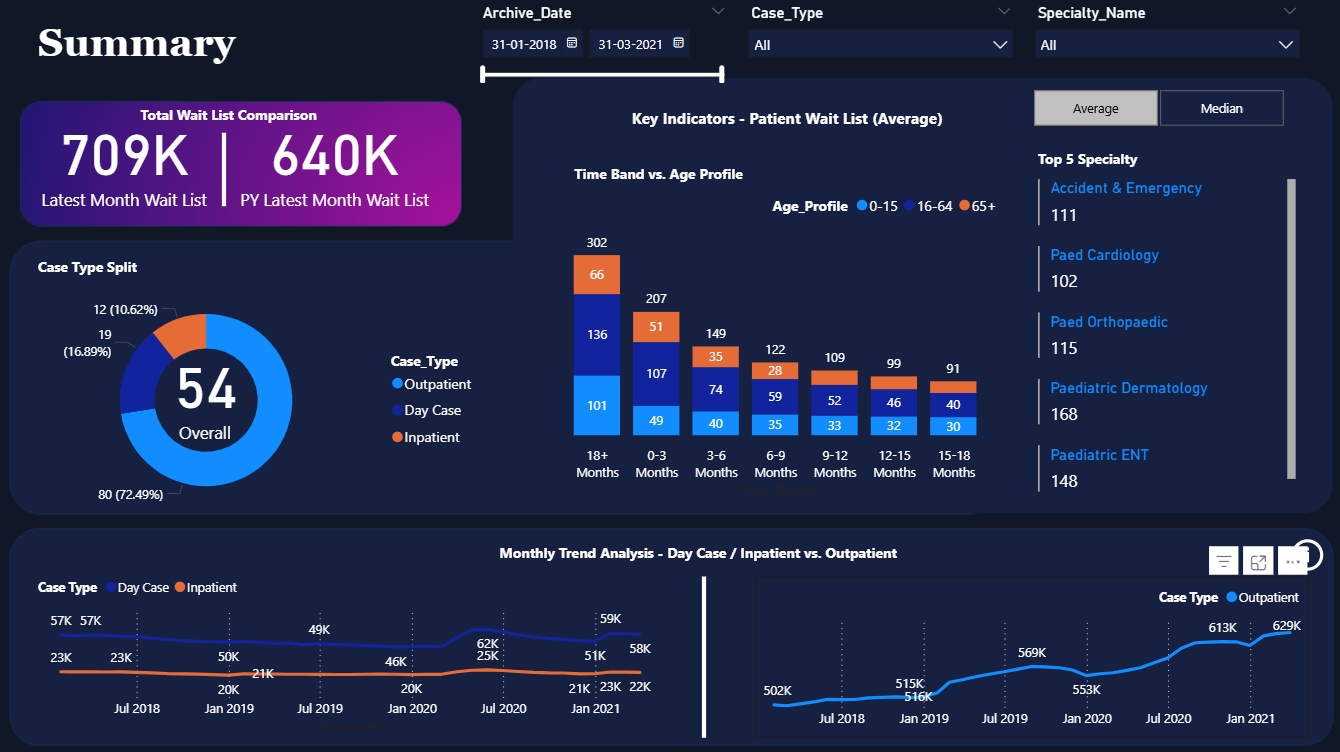 Summary
Archive_Date
31-01-2018
31-03-2021
Case_Type
All
Specialty_Name
All
Total Wait List Comparison
709K
Latest Month Wait List
640K
PY Latest Month Wait List
Key Indicators - Patient Wait List (Average)
Average
Median
Case Type Split
12 (10.62%)
19
(16.89%)
54
Overall
80 (72.49%)
Case_Type
Outpatient
Day Case
Inpatient
Time Band vs. Age Profile
Age_Profile 0-15 16-64 65+
302
66
136
101
18+
Months
207
51
107
49
0-3
Months
149
35
74
40
3-6
Months
122
28
59
35
6-9
Months
109
52
33
9-12
Months
99
46
32
12-15
Months
91
40
30
15-18
Months
Top 5 Specialty
Accident & Emergency
111
Paed Cardiology
102
Paed Orthopaedic
115
Paediatric Dermatology
168
Paediatric ENT
148
Monthly Trend Analysis - Day Case / Inpatient vs. Outpatient
Case Type Day Case Inpatient
57K 57K
50K
49K
46K
62K
51K
59K
58K
23K
23K
20K
21K
20K
25K
21K
23K
22K
Jul 2018 Jan 2019 Jul 2019 Jan 2020 Jul 2020 Jan 2021
Case Type Outpatient
502K
515K
516K
569K
553K
613K
629K
Jul 2018 Jan 2019 Jul 2019 Jan 2020 Jul 2020 Jan 2021